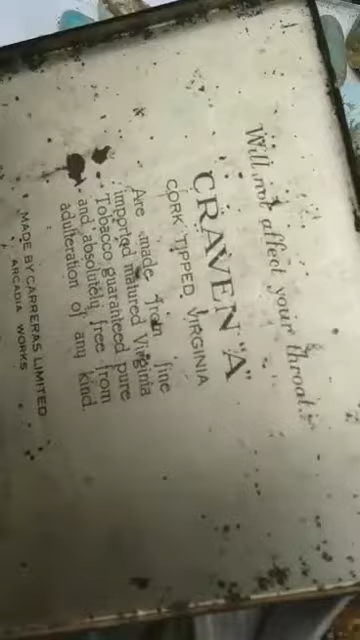 Will not affect your throat.
CRAVEN "A"
CORK TIPPED VIRGINIA
Are made from fine
imported matured Virginia
Tobacco guaranteed pure
and absolutely free from
adulteration of any kind.
MADE BY CARRERAS LIMITED
ARCADIA WORKS